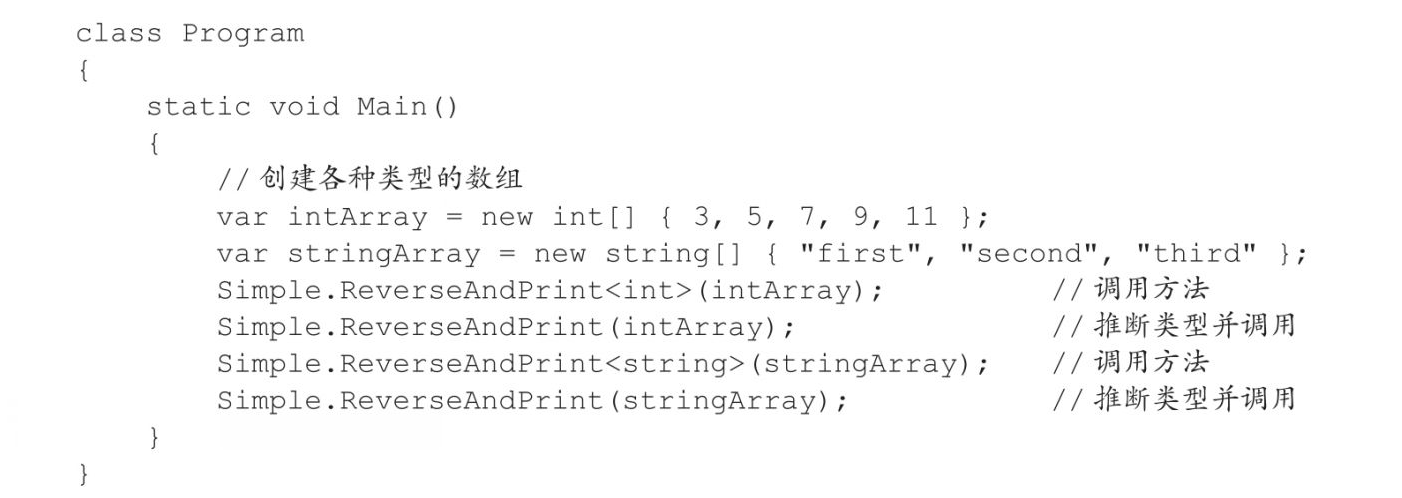 class Program
{
    static void Main()
    {
        // 创建各种类型的数组
        var intArray = new int[] { 3, 5, 7, 9, 11 };
        var stringArray = new string[] { "first", "second", "third" };
        Simple.ReverseAndPrint<int>(intArray);          // 调用方法
        Simple.ReverseAndPrint(intArray);               // 推断类型并调用
        Simple.ReverseAndPrint<string>(stringArray);    // 调用方法
        Simple.ReverseAndPrint(stringArray);            // 推断类型并调用
    }
}